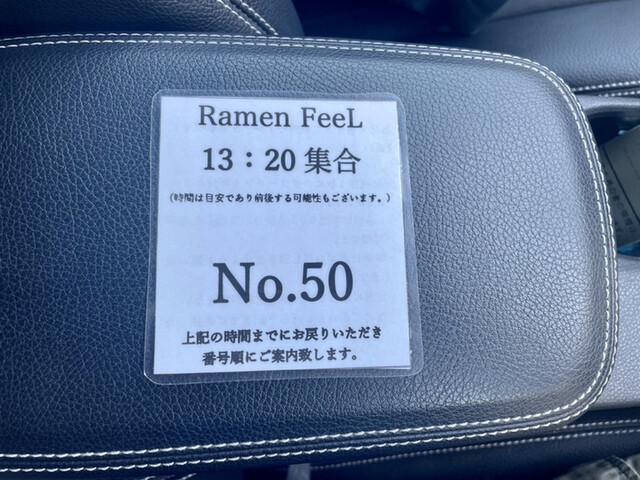 Ramen FeeL
13：20集合
(時間は目安であり前後する可能性もございます。)
No.50
上記の時間までにお戻りいただき
番号順にご案内致します。